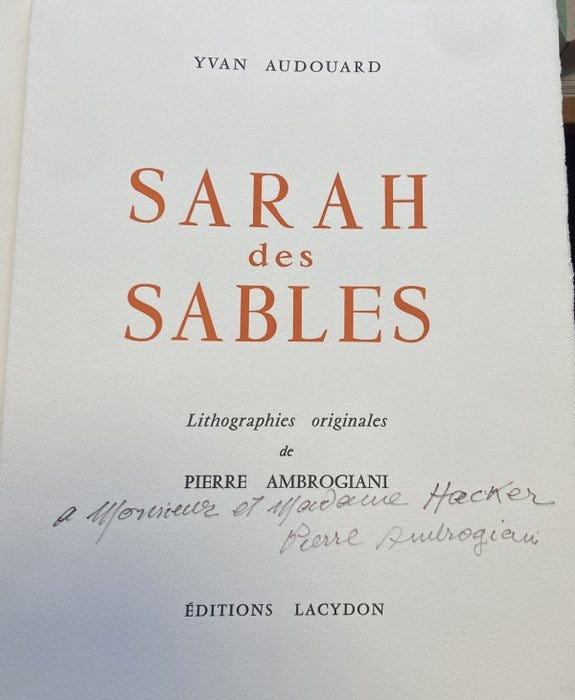 YVAN AUDOUARD
SARAH
des
SABLES
Lithographies originales
de
PIERRE AMBROGIANI
a Monsieur et Madame Hacker
Pierre Ambrogiani
ÉDITIONS LACYDON